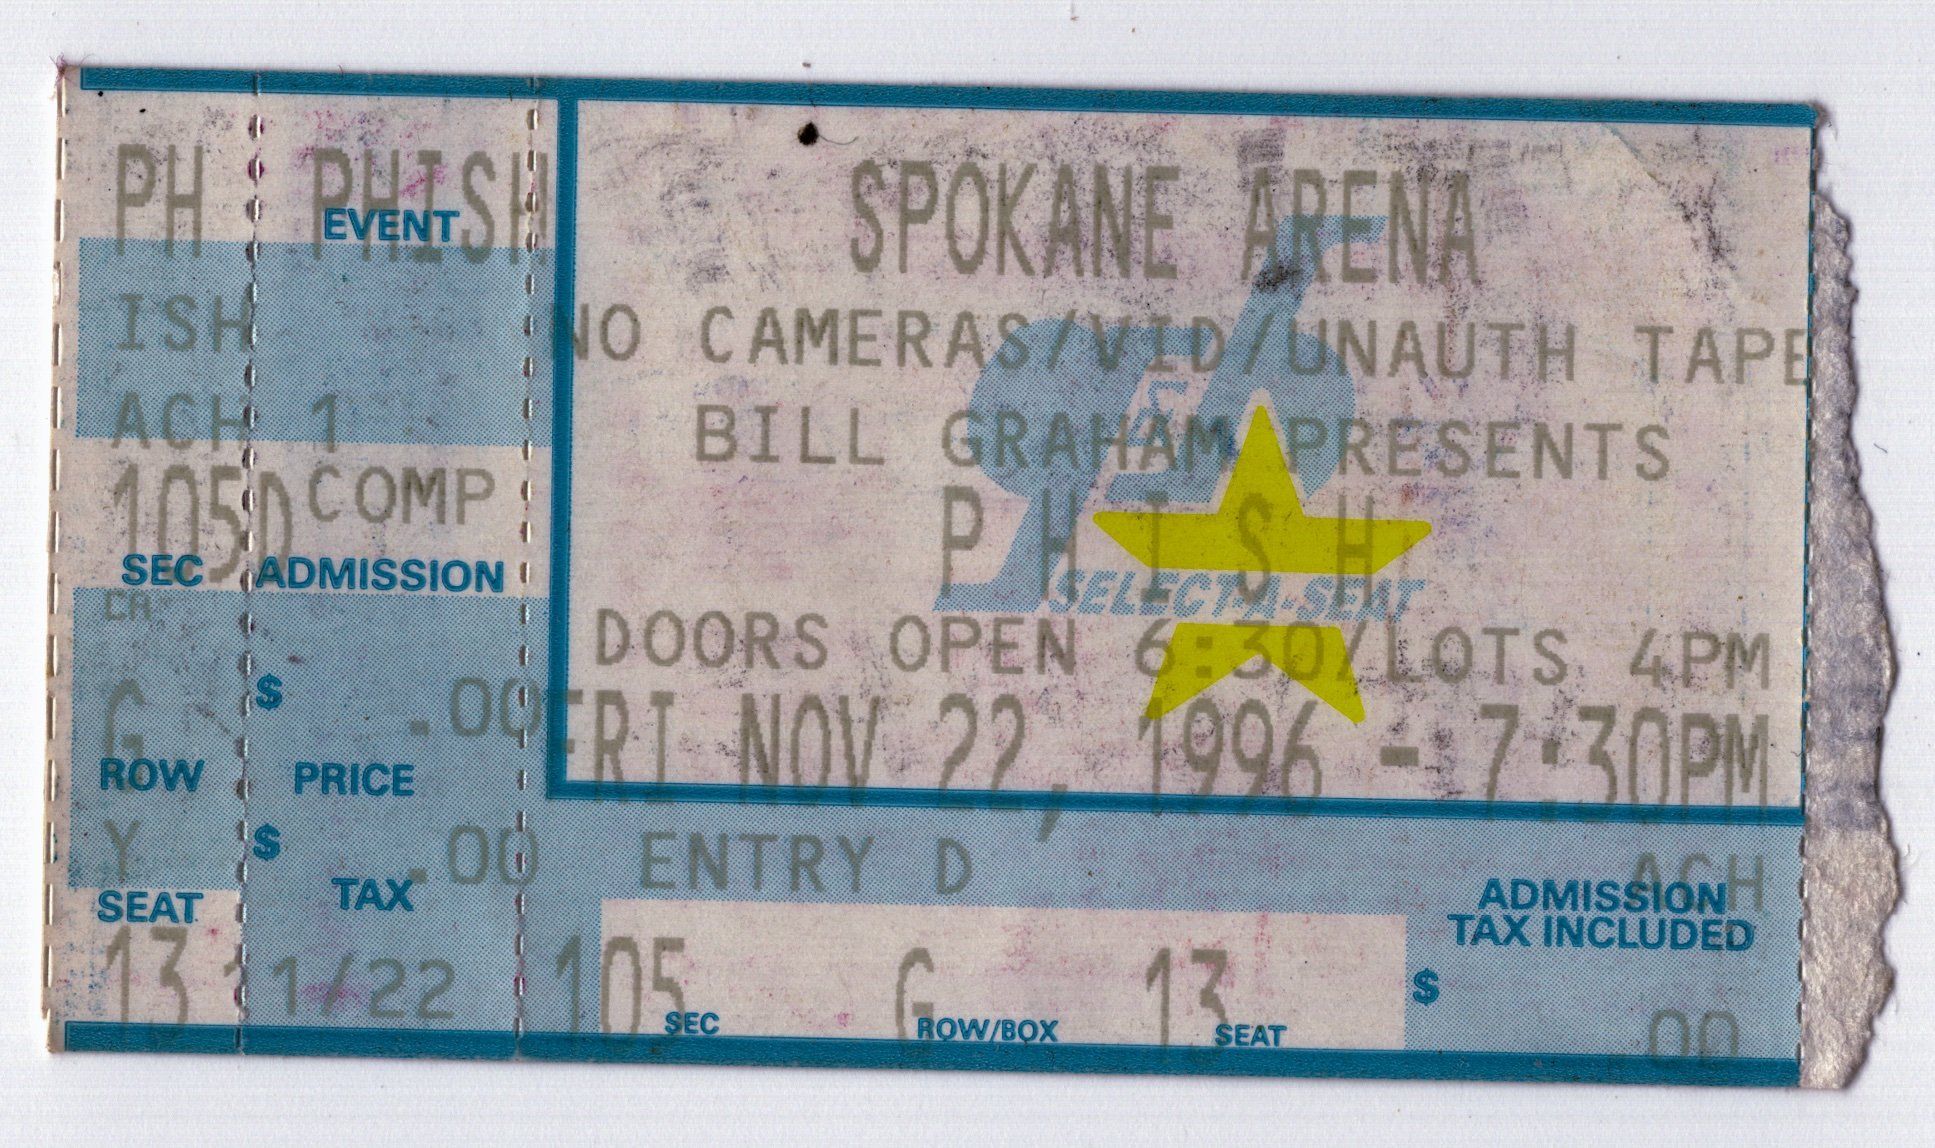 PH PHISH
EVENT
ISH
ACH 1
105D COMP
SEC ADMISSION
CA
G $ .00
ROW PRICE
Y $ .00
TAX
SEAT
13 11/22
SPOKANE ARENA
NO CAMERAS/VID/UNAUTH TAPE
BILL GRAHAM PRESENTS
P H I S H
SELECT-A-SEAT
DOORS OPEN 6:30/LOTS 4PM
FRI NOV 22, 1996 - 7:30PM
ENTRY D ACH
ADMISSION
TAX INCLUDED
105 G 13 $ .00
SEC ROW/BOX SEAT